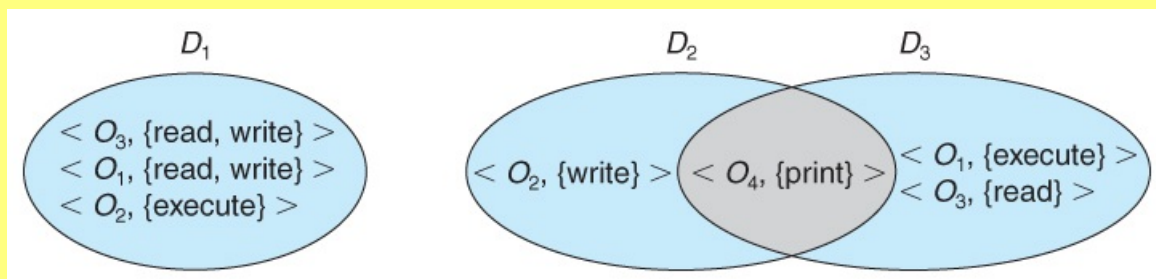 D₁
D₂
D₃
< O₃, {read, write} >
< O₁, {read, write} >
< O₂, {execute} >
< O₂, {write} >
< O₄, {print} >
< O₁, {execute} >
< O₃, {read} >